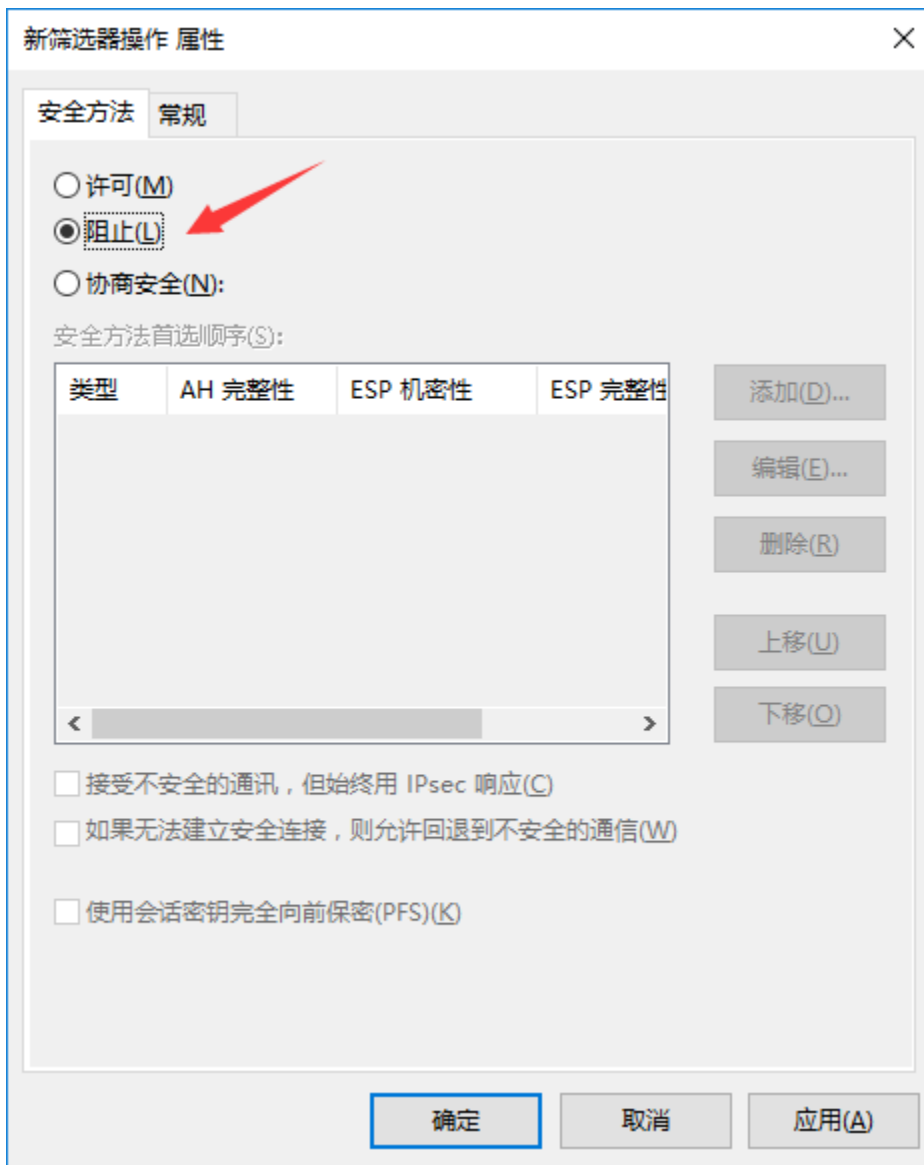 新筛选器操作 属性
安全方法 常规
许可(M)
阻止(L)
协商安全(N):
安全方法首选顺序(S):
类型 AH 完整性 ESP 机密性 ESP 完整性
添加(D)...
编辑(E)...
删除(R)
上移(U)
下移(O)
接受不安全的通讯，但始终用 IPsec 响应(C)
如果无法建立安全连接，则允许回退到不安全的通信(W)
使用会话密钥完全向前保密(PFS)(K)
确定 取消 应用(A)